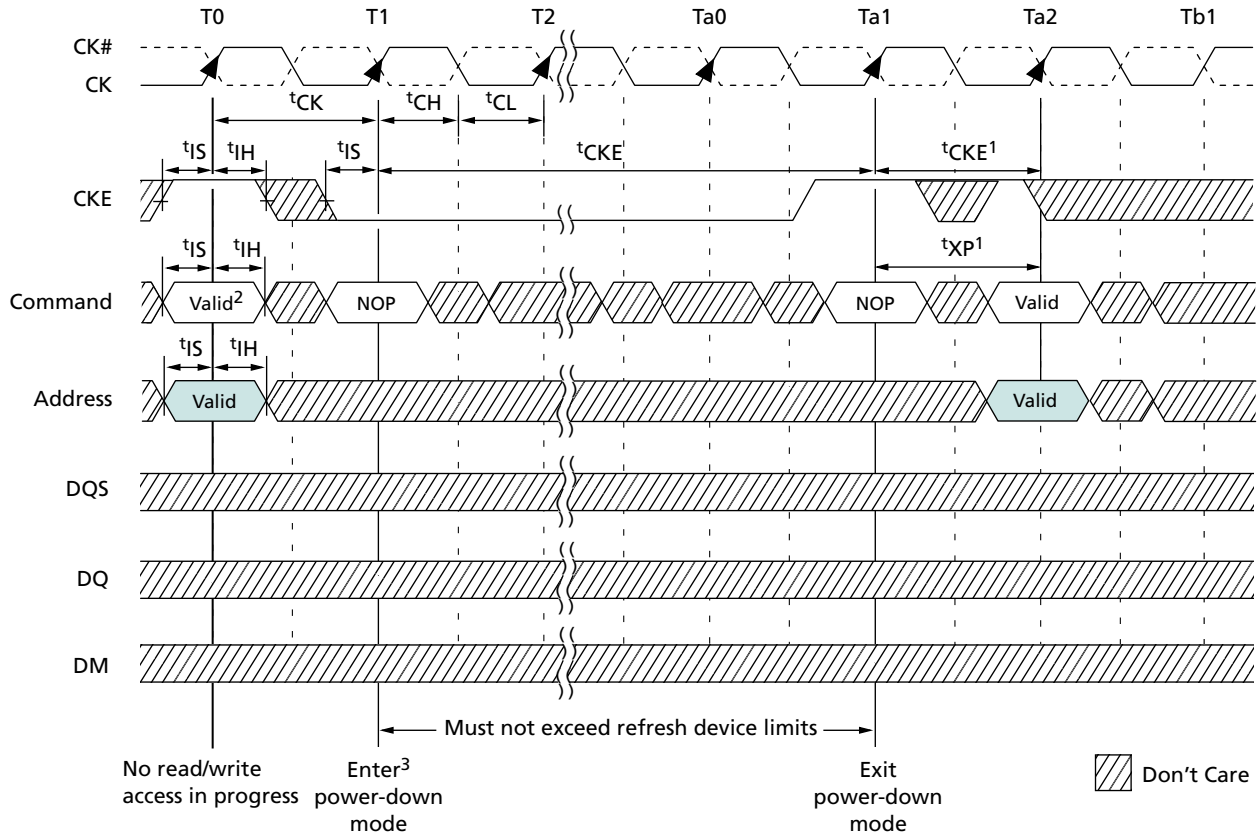 T0 T1 T2 Ta0 Ta1 Ta2 Tb1
CK#
CK
tCK tCH tCL
tIS tIH tIS tCKE tCKE1
CKE
tIS tIH tXP1
Command Valid2 NOP NOP Valid
tIS tIH
Address Valid Valid
DQS
DQ
DM
Must not exceed refresh device limits
No read/write
access in progress
Enter3
power-down
mode
Exit
power-down
mode
Don't Care